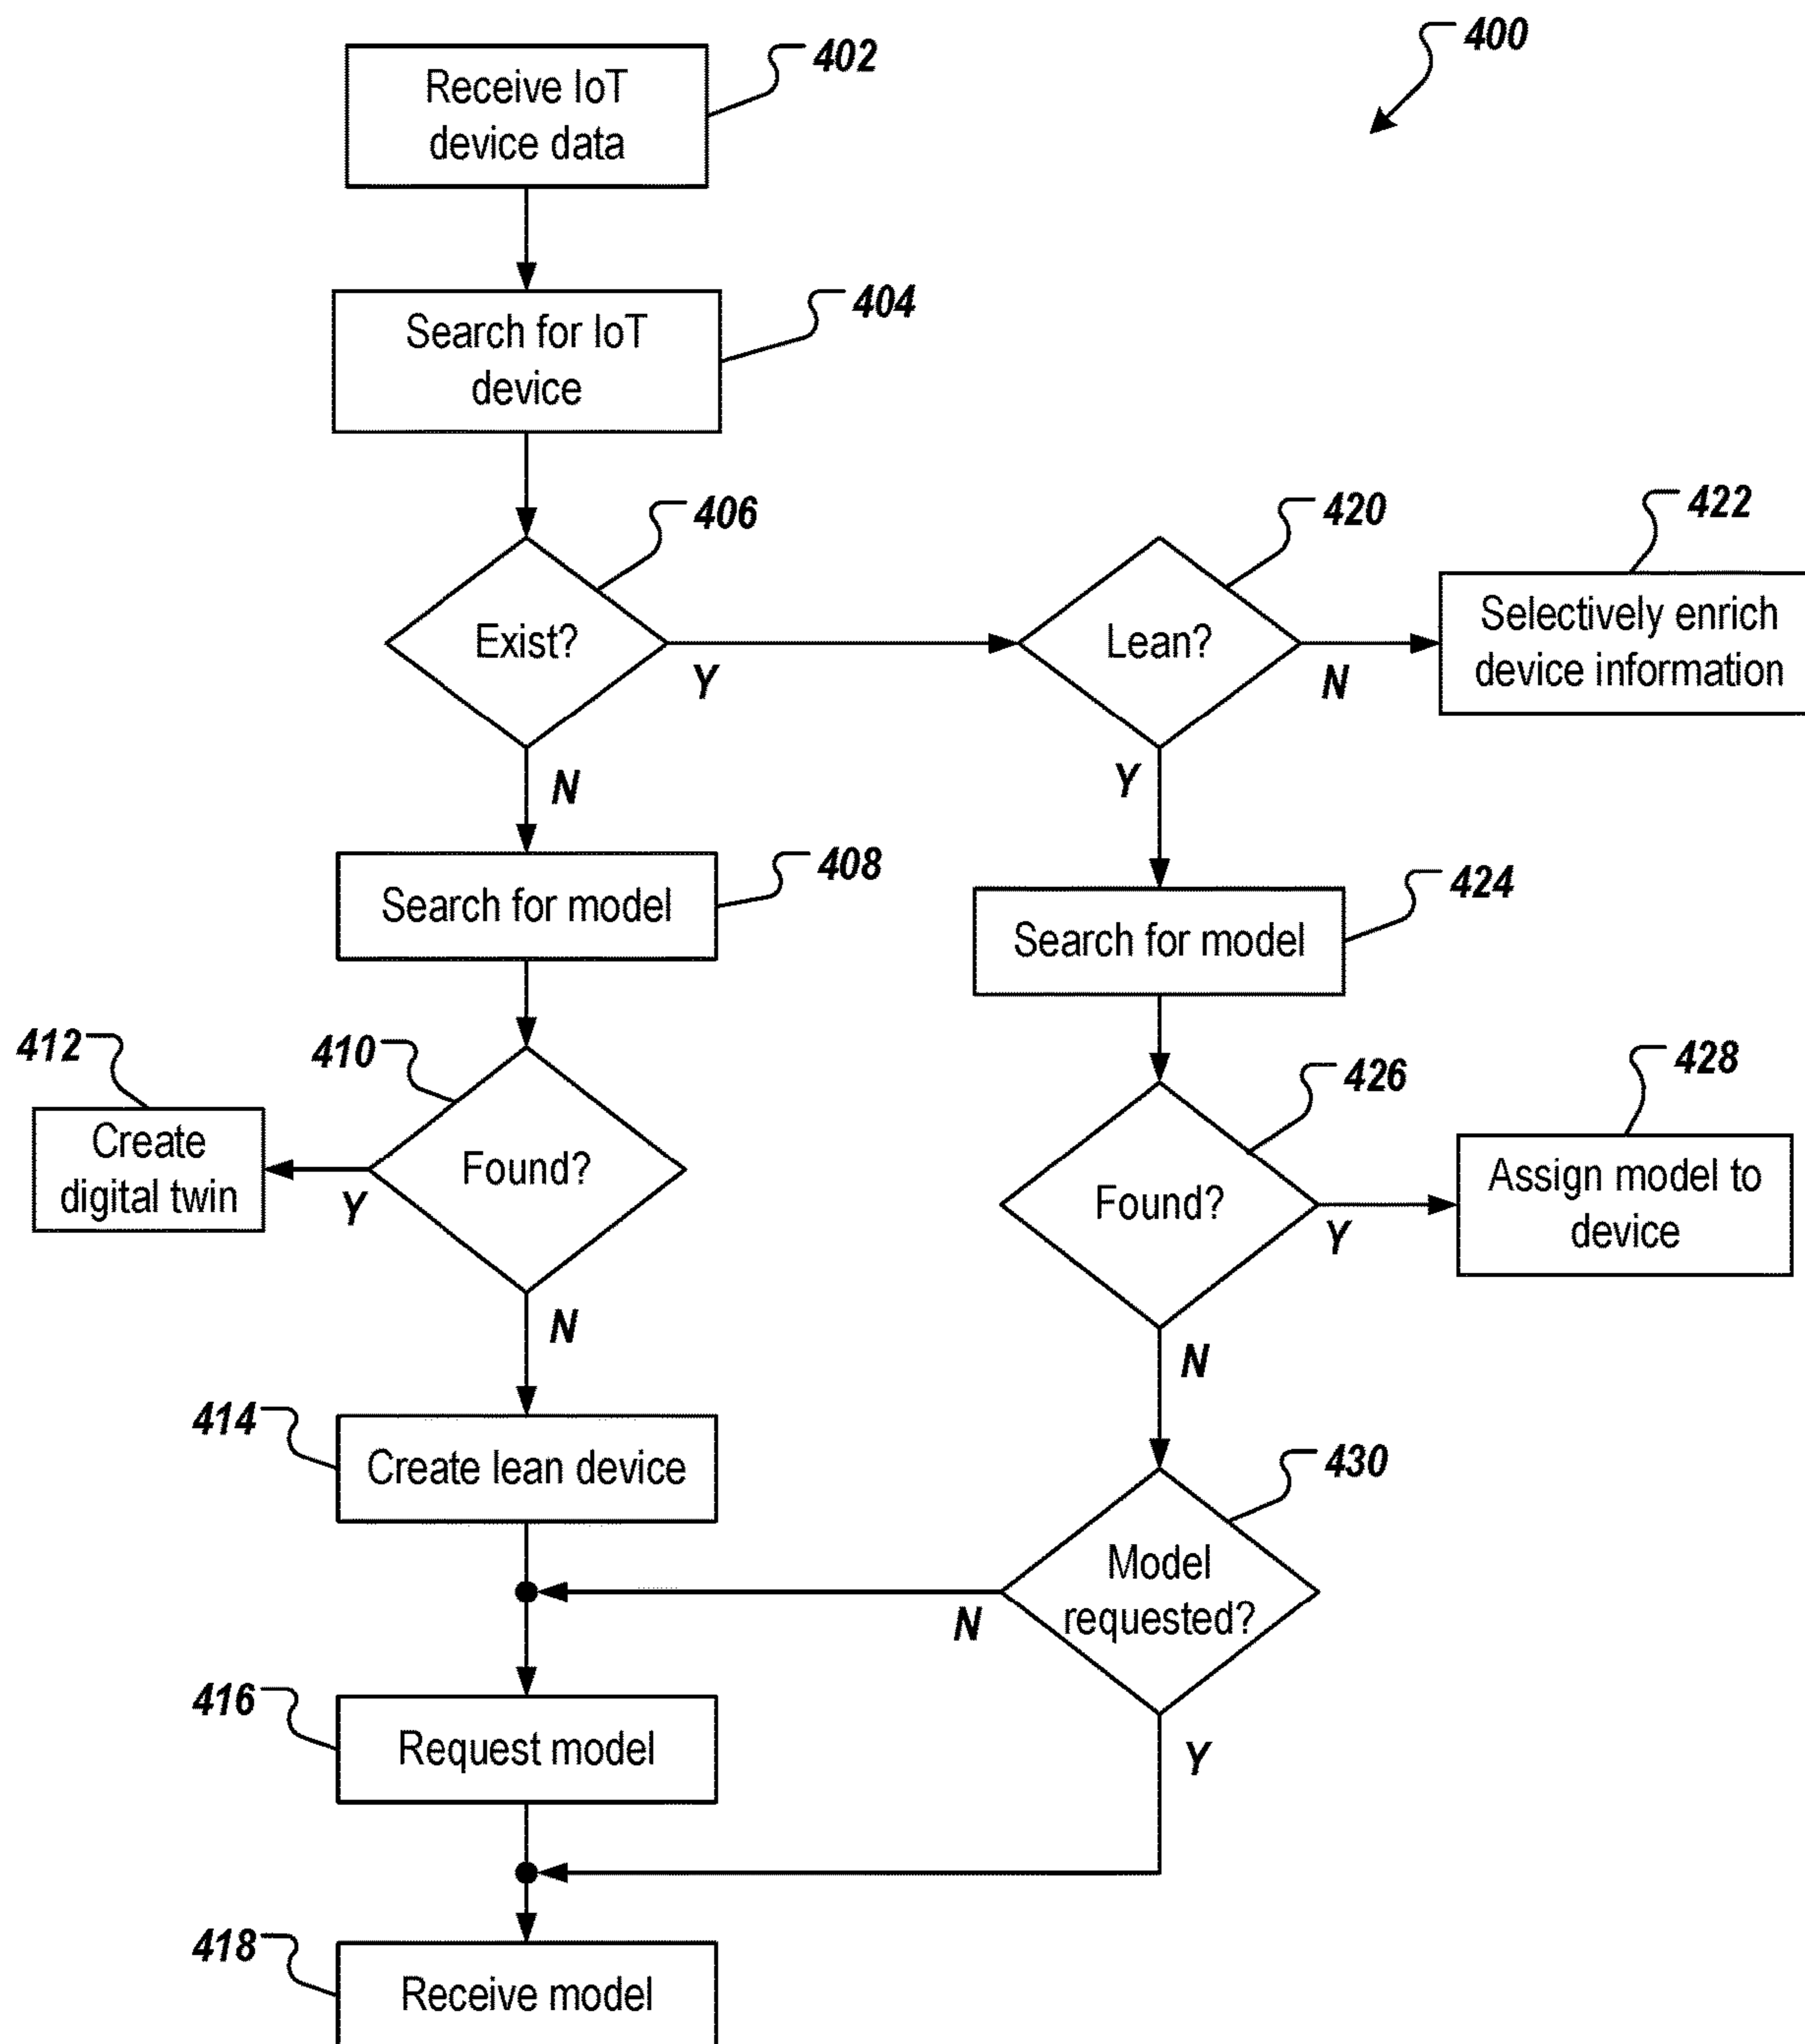 400
402
Receive IoT
device data
404
Search for IoT
device
406
Exist?
Y
N
420
Lean?
N
Y
422
Selectively enrich
device information
408
Search for model
424
Search for model
412
Create
digital twin
410
Found?
Y
N
426
Found?
Y
N
428
Assign model to
device
414
Create lean device
430
Model
requested?
N
Y
416
Request model
418
Receive model